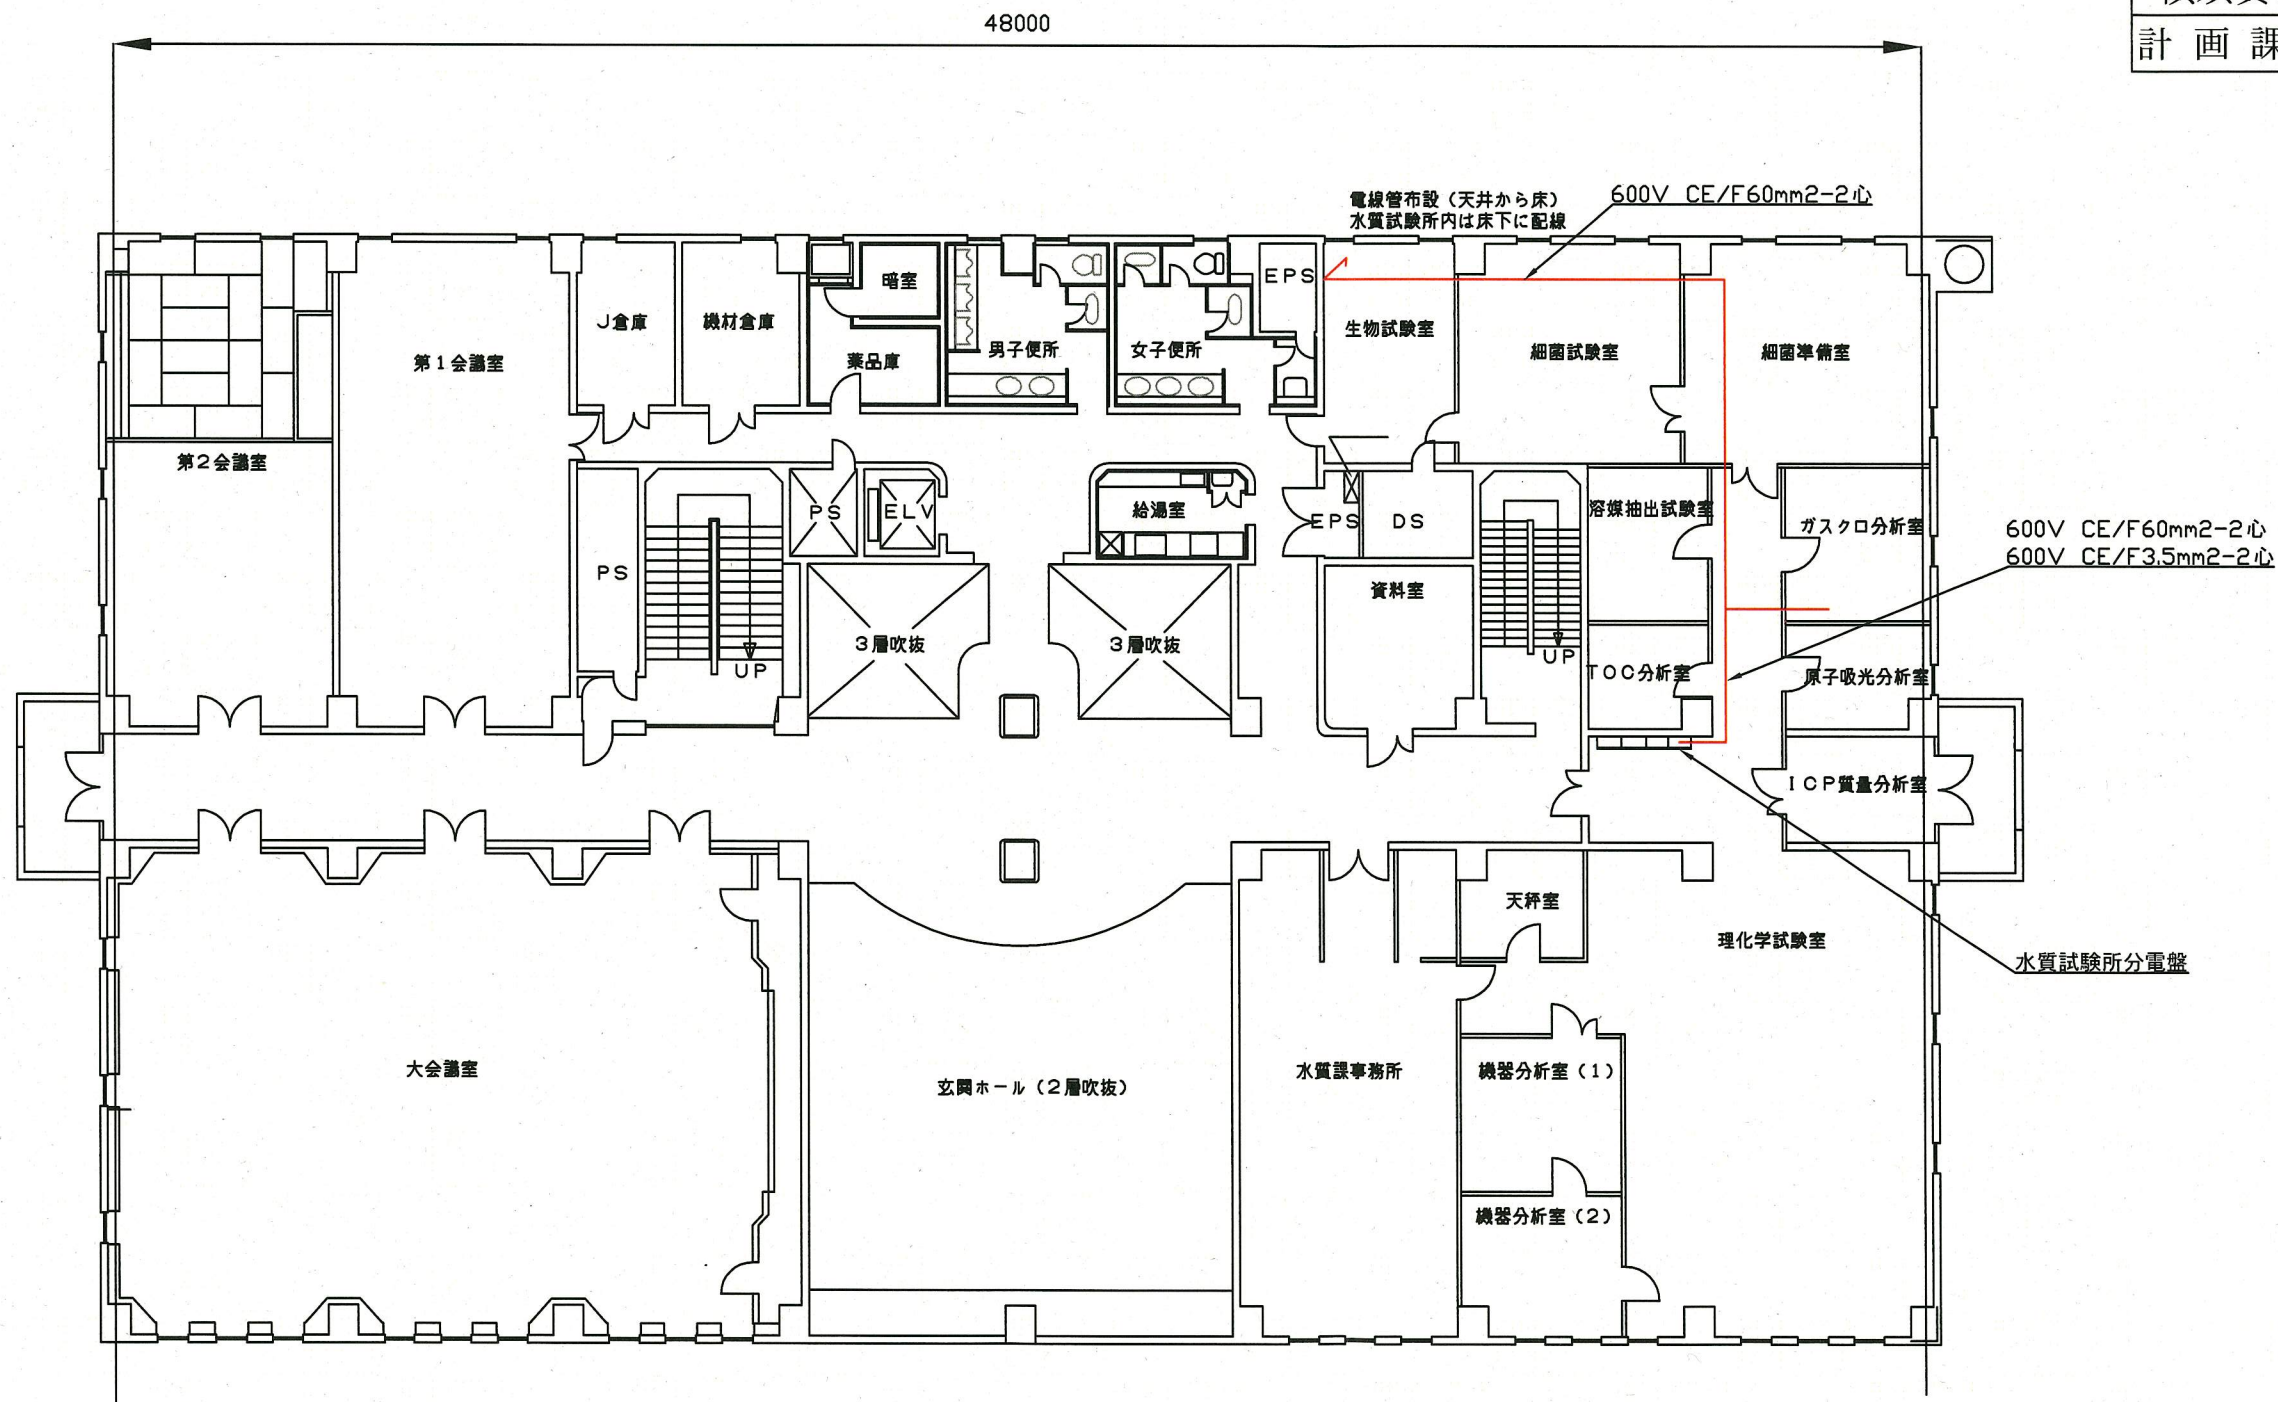 48000
計画課
電線管布設（天井から床）
水質試験所内は床下に配線
600V CE/F60mm2-2心
EPS
暗室
J倉庫
機材倉庫
生物試験室
男子便所
女子便所
細菌試験室
細菌準備室
第1会議室
薬品庫
第2会議室
溶媒抽出試験室
給湯室
PS
ELV
EPS
DS
ガスクロ分析室
600V CE/F60mm2-2心
600V CE/F3.5mm2-2心
PS
資料室
3層吹抜
3層吹抜
UP
UP
TOC分析室
原子吸光分析室
ICP質量分析室
天秤室
理化学試験室
水質試験所分電盤
大会議室
玄関ホール（2層吹抜）
水質課事務所
機器分析室（1）
機器分析室（2）